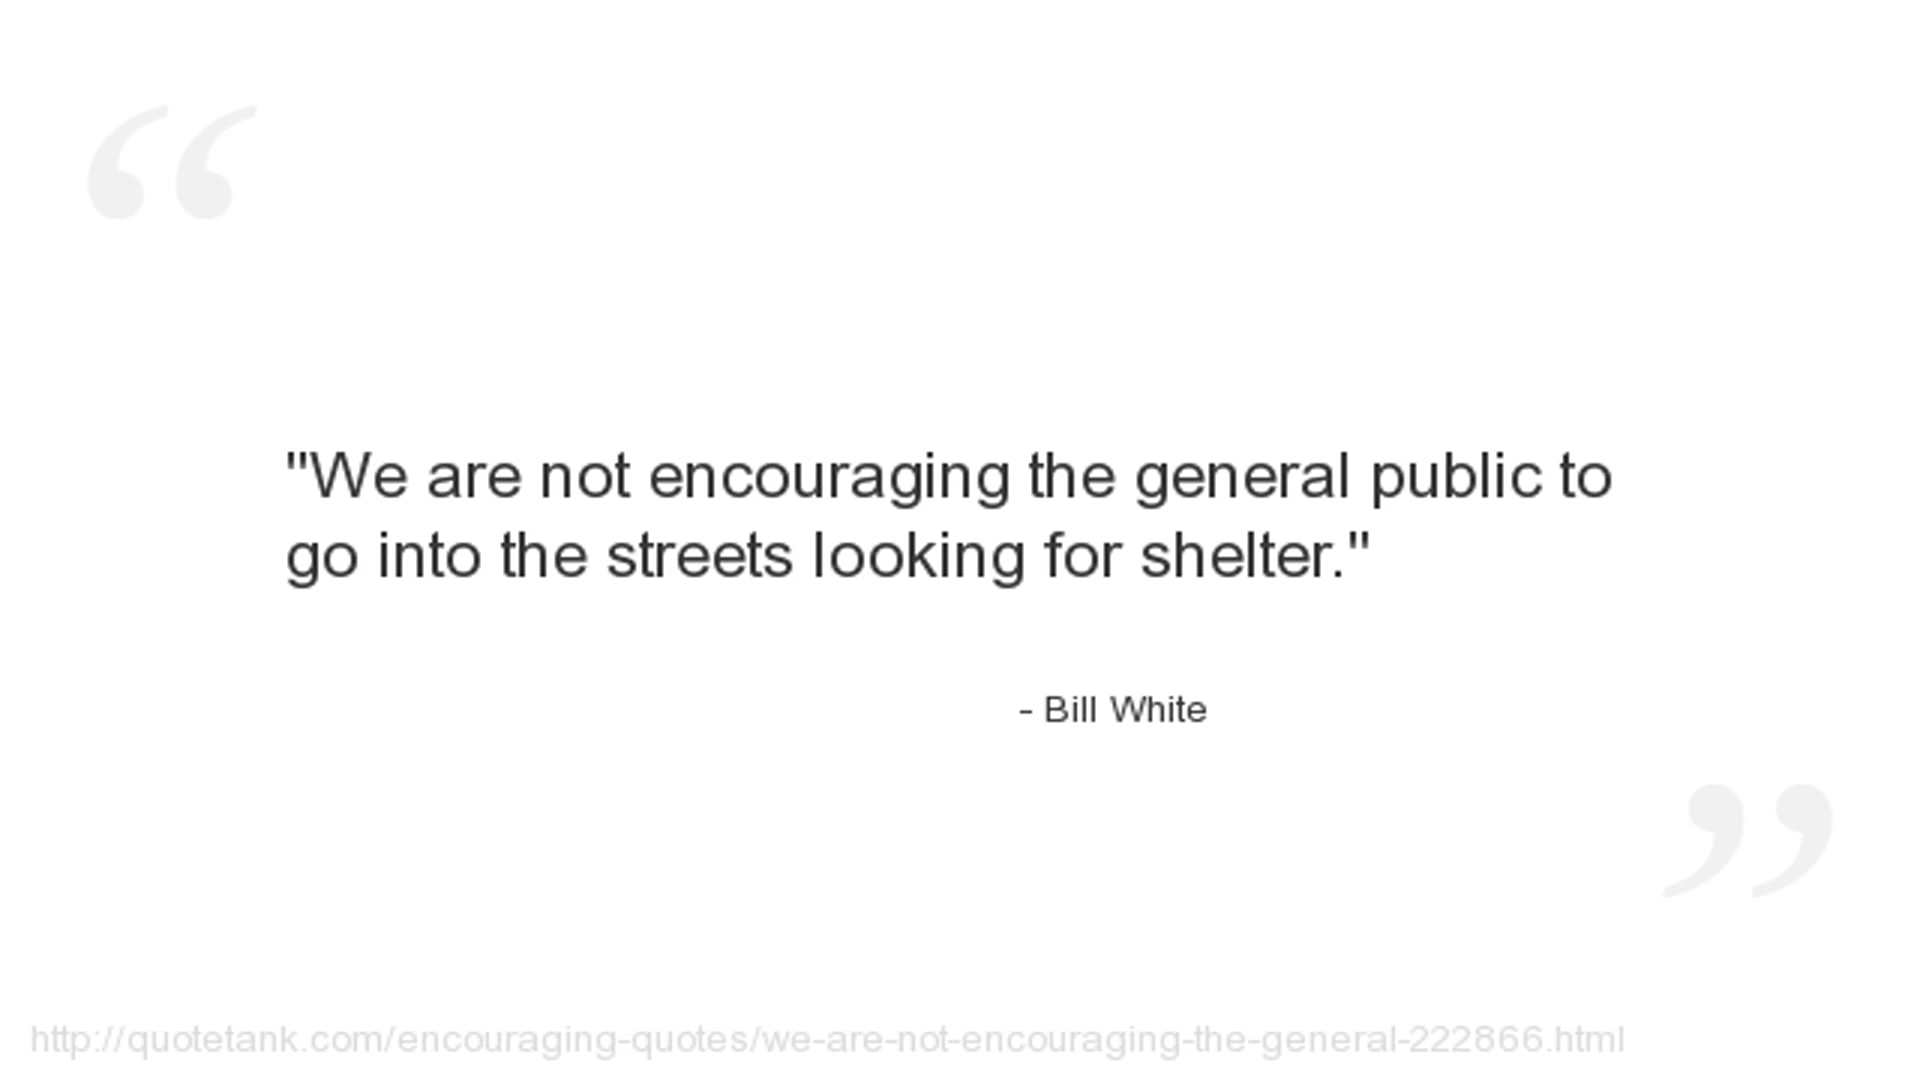 "We are not encouraging the general public to
go into the streets looking for shelter."
- Bill White
http://quotetank.com/encouraging-quotes/we-are-not-encouraging-the-general-222866.html